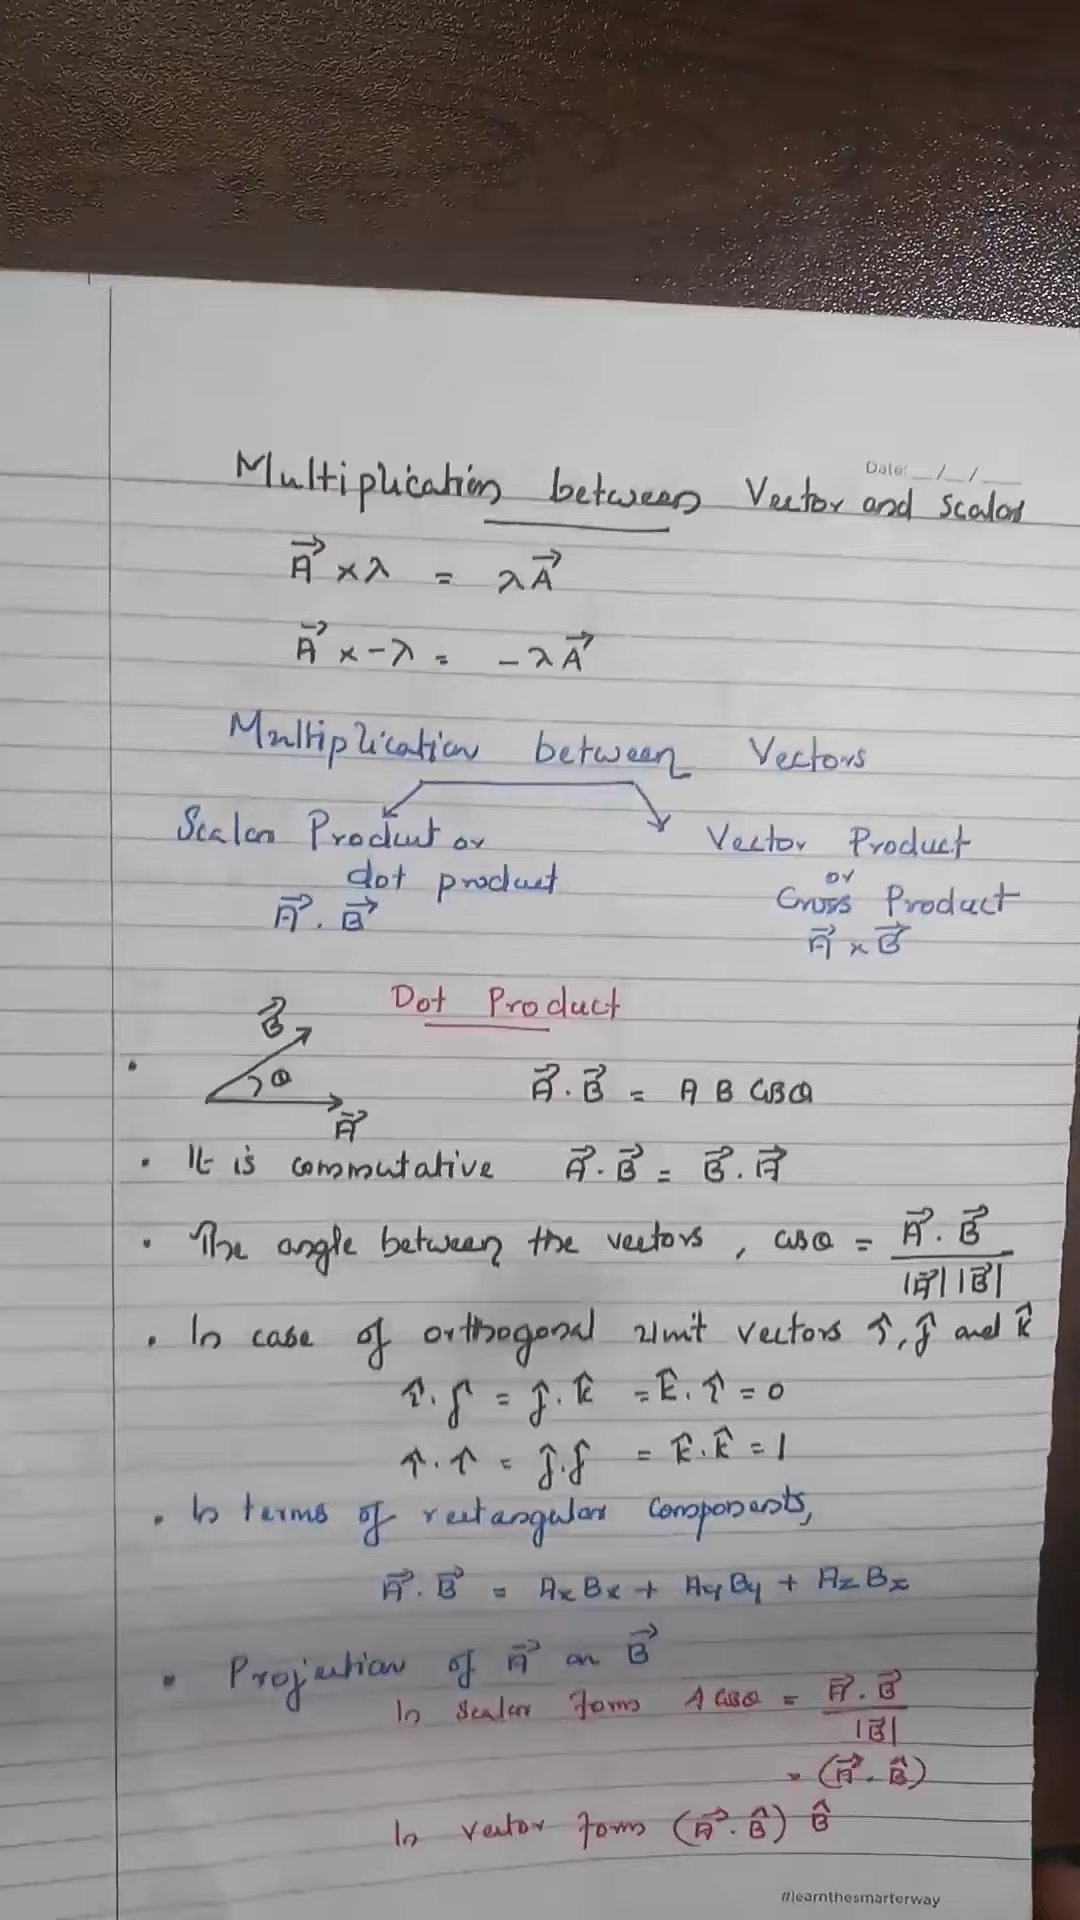 Date: __/__/____
Multiplication between Vector and Scalar
A⃗ × λ = λA⃗
A⃗ × -λ = -λA⃗
Multiplication between Vectors
Scalar Product or
dot product
A⃗ . B⃗
Vector Product
or
Cross Product
A⃗ × B⃗
Dot Product
B⃗
θ
A⃗
A⃗ . B⃗ = A B cosθ
• It is commutative A⃗ . B⃗ = B⃗ . A⃗
• The angle between the vectors, cosθ = A⃗ . B⃗ / |A⃗| |B⃗|
• In case of orthogonal unit vectors î, ĵ and k̂
î . ĵ = ĵ . k̂ = k̂ . î = 0
î . î = ĵ . ĵ = k̂ . k̂ = 1
• In terms of rectangular components,
A⃗ . B⃗ = AxBx + AyBy + AzBz
• Projection of A⃗ on B⃗
In scalar form A cosθ = A⃗ . B⃗ / |B⃗|
= (A⃗ . B̂)
In vector form (A⃗ . B̂) B̂
#learnthesmarterway